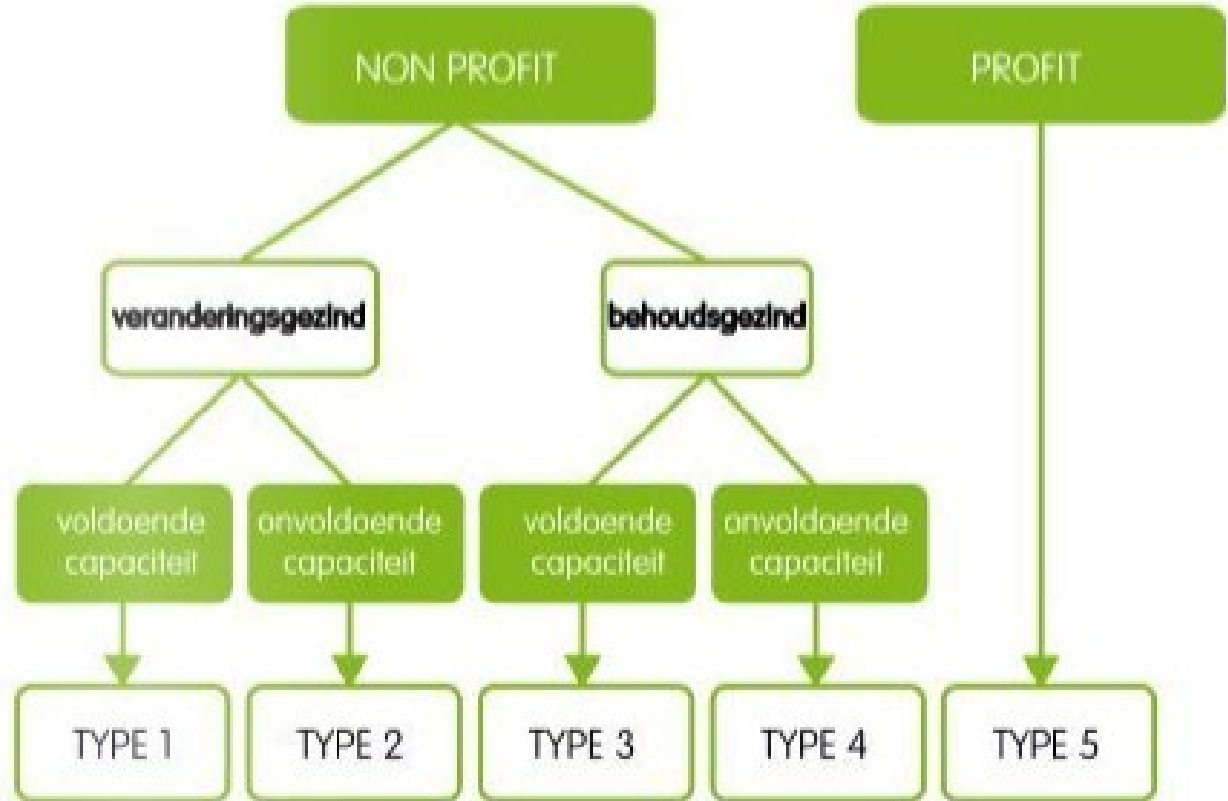 NON PROFIT
PROFIT
veranderingsgezind
behoudsgezind
voldoende
capaciteit
onvoldoende
capaciteit
voldoende
capaciteit
onvoldoende
capaciteit
TYPE 1
TYPE 2
TYPE 3
TYPE 4
TYPE 5